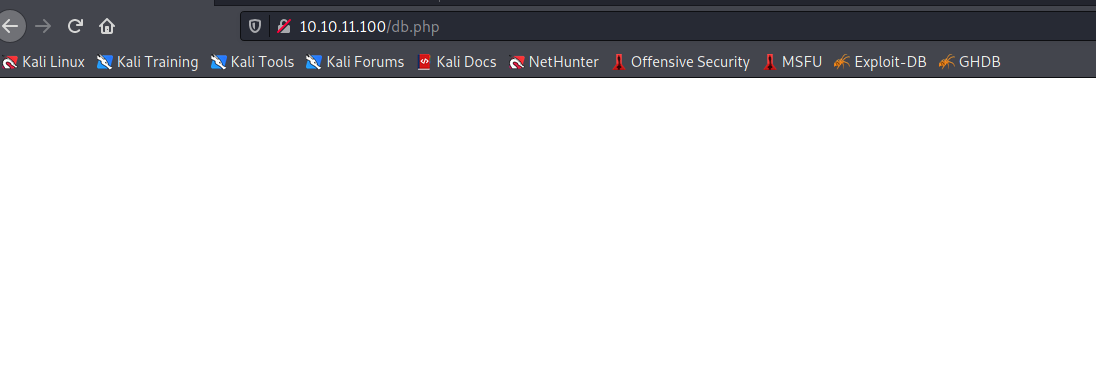 10.10.11.100/db.php
Kali Linux Kali Training Kali Tools Kali Forums Kali Docs NetHunter Offensive Security MSFU Exploit-DB GHDB